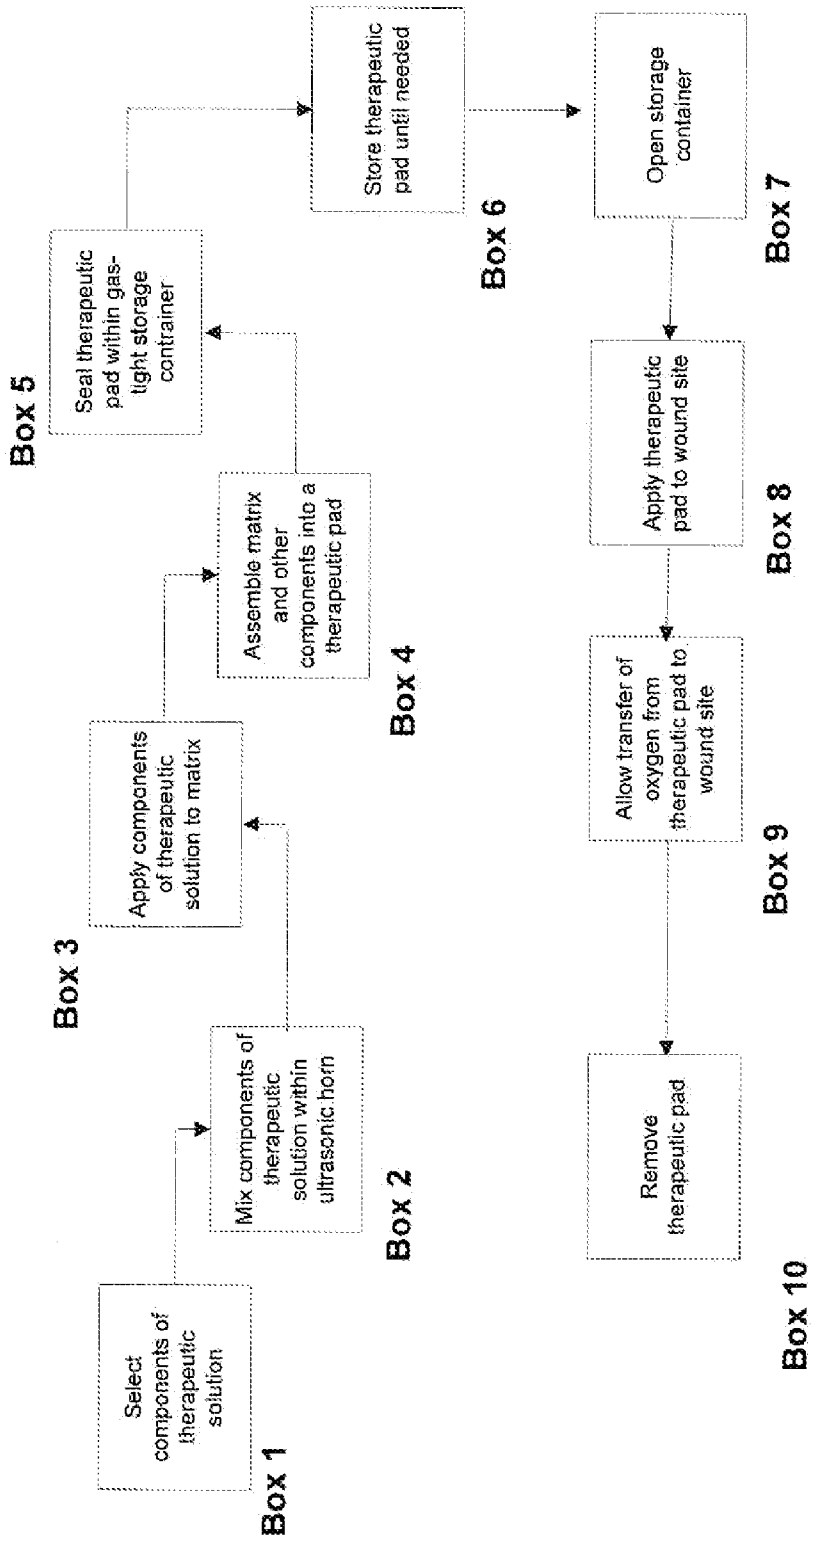 Select
components of
therapeutic
solution
Box 1
Mix components of
therapeutic
solution within
ultrasonic horn
Box 2
Box 3
Apply components
of therapeutic
solution to matrix
Assemble matrix
and other
components into a
therapeutic pad
Box 4
Box 5
Seal therapeutic
pad within gas-
tight storage
contrainer
Store therapeutic
pad until needed
Box 6
Open storage
container
Box 7
Apply therapeutic
pad to wound site
Box 8
Allow transfer of
oxygen from
therapeutic pad to
wound site
Box 9
Remove
therapeutic pad
Box 10